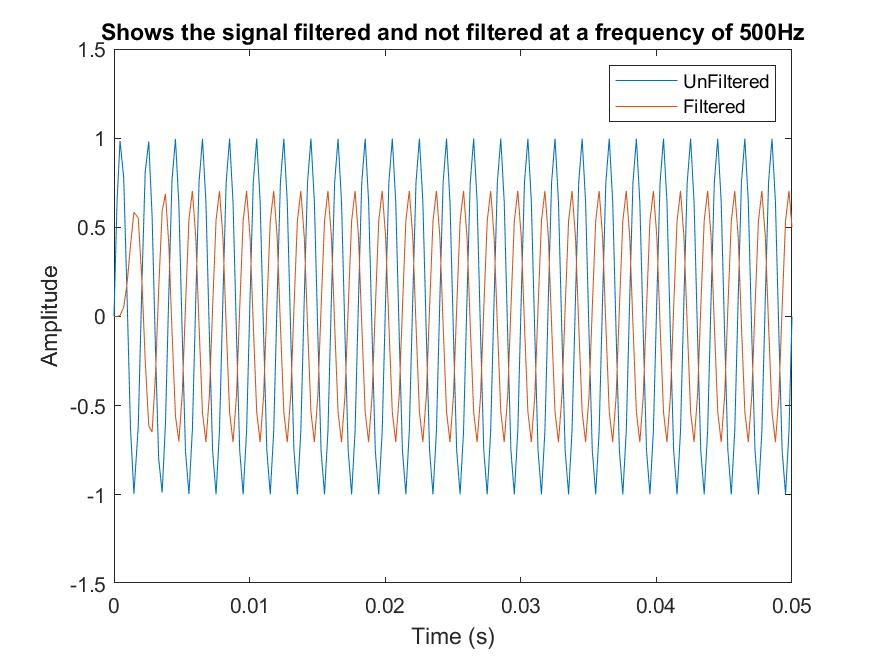 Shows the signal filtered and not filtered at a frequency of 500Hz
1.5
UnFiltered
Filtered
1
0.5
0
-0.5
-1
-1.5
Amplitude
0 0.01 0.02 0.03 0.04 0.05
Time (s)